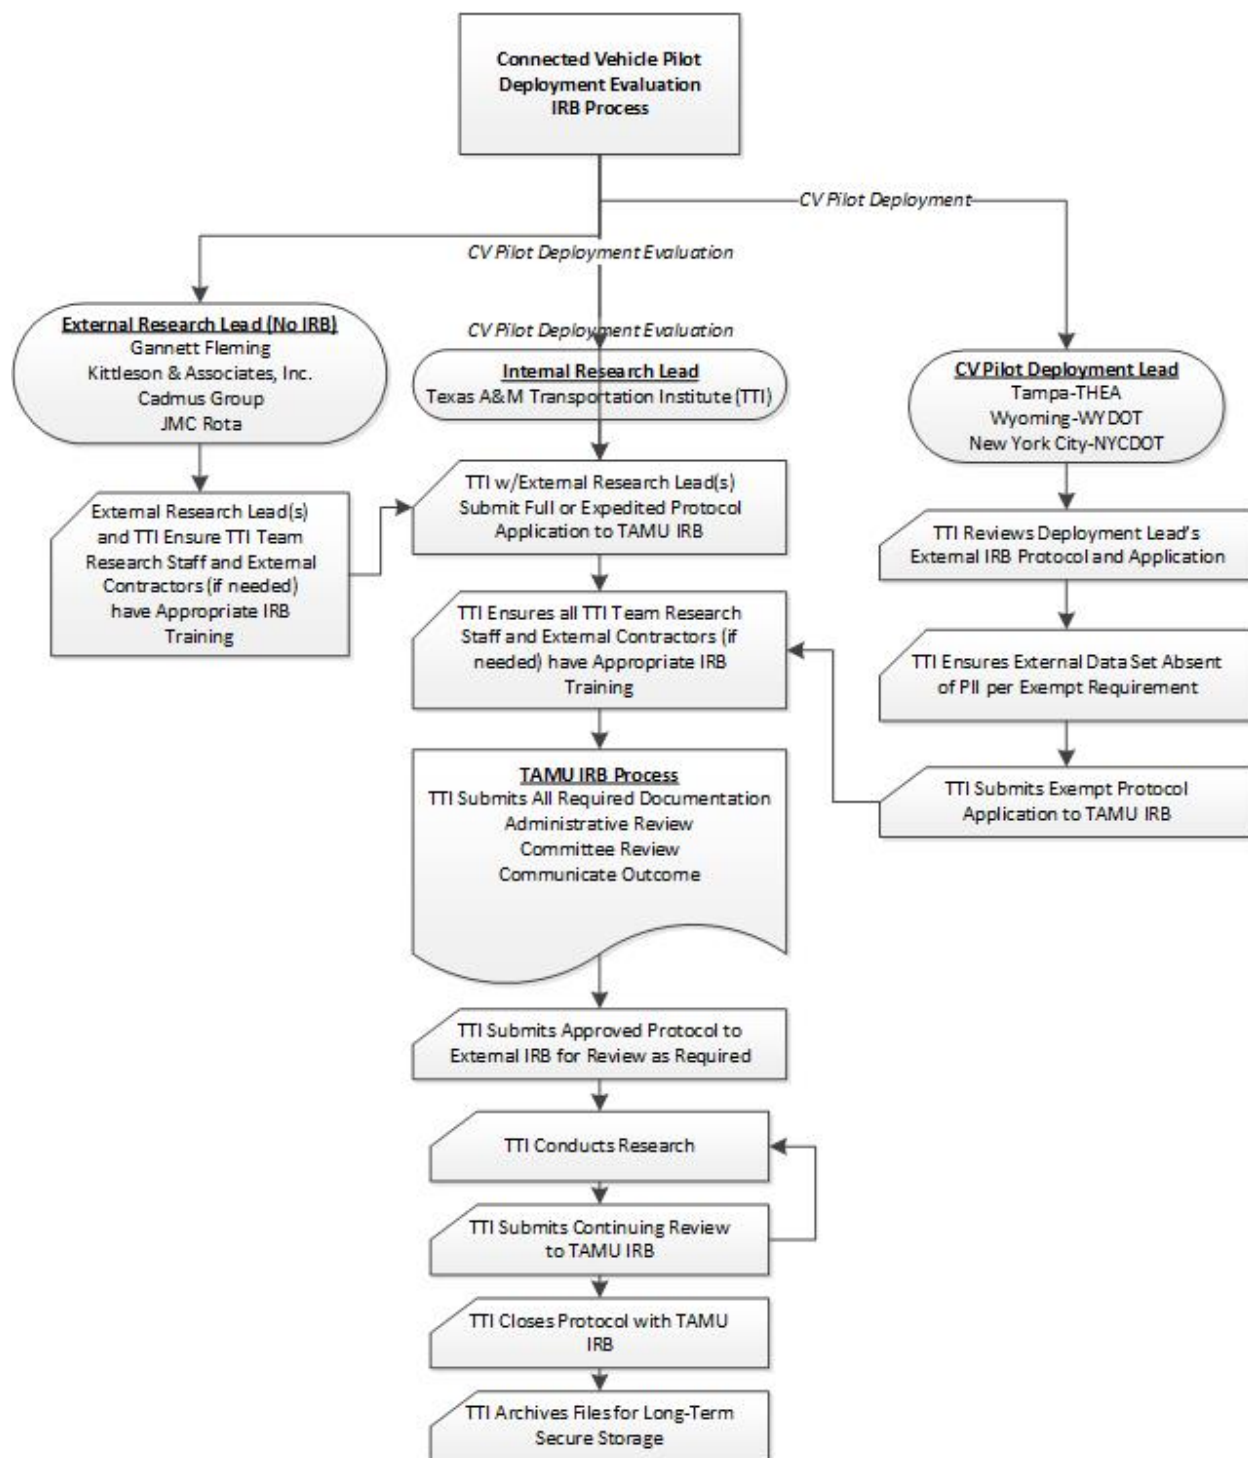 Connected Vehicle Pilot
Deployment Evaluation
IRB Process
CV Pilot Deployment
CV Pilot Deployment Evaluation
External Research Lead (No IRB)
Gannett Fleming
Kittleson & Associates, Inc.
Cadmus Group
JMC Rota
CV Pilot Deployment Evaluation
Internal Research Lead
Texas A&M Transportation Institute (TTI)
CV Pilot Deployment Lead
Tampa-THEA
Wyoming-WYDOT
New York City-NYCDOT
External Research Lead(s)
and TTI Ensure TTI Team
Research Staff and External
Contractors (if needed)
have Appropriate IRB
Training
TTI w/External Research Lead(s)
Submit Full or Expedited Protocol
Application to TAMU IRB
TTI Reviews Deployment Lead's
External IRB Protocol and Application
TTI Ensures all TTI Team Research
Staff and External Contractors (if
needed) have Appropriate IRB
Training
TTI Ensures External Data Set Absent
of PII per Exempt Requirement
TTI Submits Exempt Protocol
Application to TAMU IRB
TAMU IRB Process
TTI Submits All Required Documentation
Administrative Review
Committee Review
Communicate Outcome
TTI Submits Approved Protocol to
External IRB for Review as Required
TTI Conducts Research
TTI Submits Continuing Review
to TAMU IRB
TTI Closes Protocol with TAMU
IRB
TTI Archives Files for Long-Term
Secure Storage